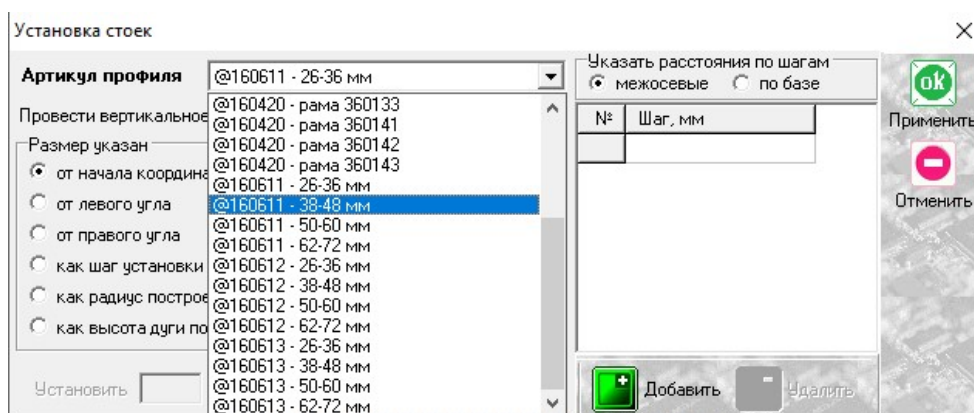 Установка стоек
Артикул профиля
@160611 - 26-36 мм
@160420 - рама 360133
@160420 - рама 360141
@160420 - рама 360142
@160420 - рама 360143
@160611 - 26-36 мм
@160611 - 38-48 мм
@160611 - 50-60 мм
@160611 - 62-72 мм
@160612 - 26-36 мм
@160612 - 38-48 мм
@160612 - 50-60 мм
@160612 - 62-72 мм
@160613 - 26-36 мм
@160613 - 38-48 мм
@160613 - 50-60 мм
@160613 - 62-72 мм
Провести вертикальное
Размер указан
от начала координа
от левого угла
от правого угла
как шаг установки
как радиус построе
как высота дуги по
Установить
Указать расстояния по шагам
межосевые по базе
№ Шаг, мм
Добавить Удалить
ok
Применить
Отменить